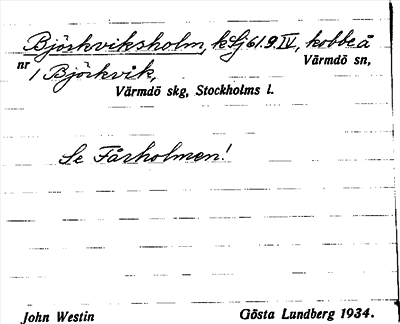 Björkviksholm, kSj 61.9.IV, kobbe å
nr 1 Björkvik, Värmdö sn,
Värmdö skg, Stockholms l.
Se Fårholmen!
John Westin Gösta Lundberg 1934.